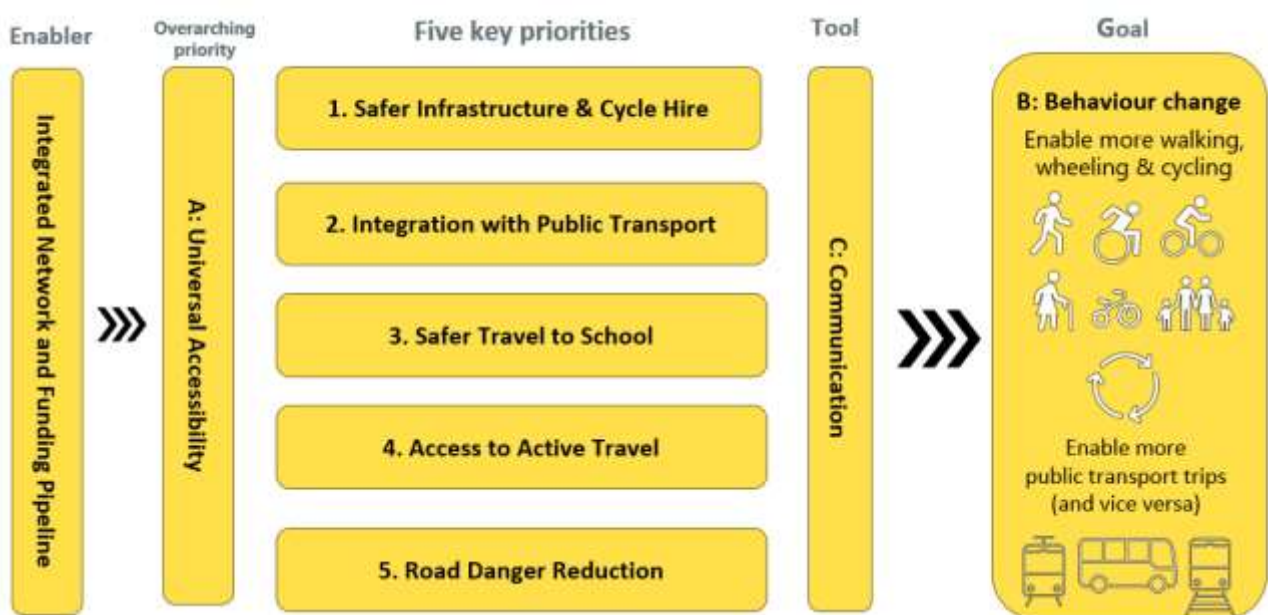 Enabler
Overarching
priority
Five key priorities
Tool
Goal
Integrated Network and Funding Pipeline
A: Universal Accessibility
1. Safer Infrastructure & Cycle Hire
2. Integration with Public Transport
3. Safer Travel to School
4. Access to Active Travel
5. Road Danger Reduction
C: Communication
B: Behaviour change
Enable more walking,
wheeling & cycling
Enable more
public transport trips
(and vice versa)